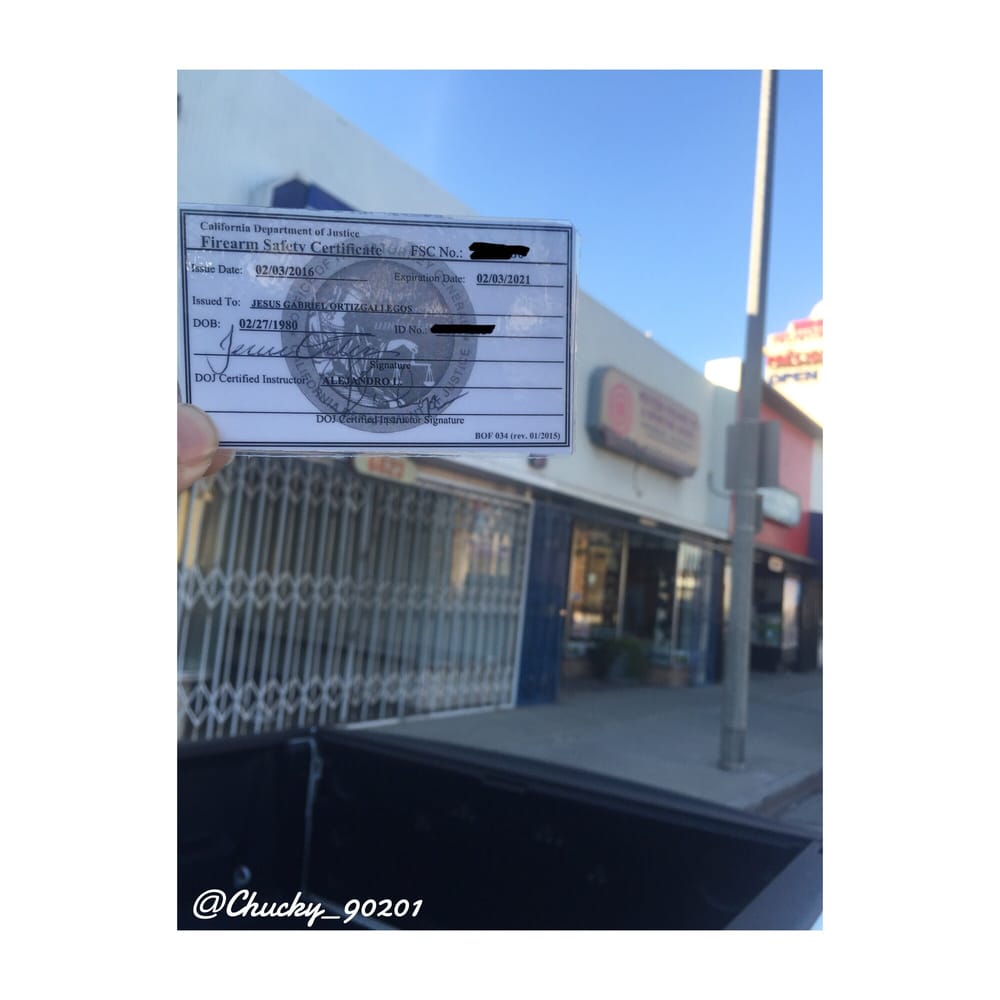 California Department of Justice
Firearm Safety Certificate FSC No.:
Issue Date: 02/03/2016 Expiration Date: 02/03/2021
Issued To: JESUS GABRIEL ORTIZGALLEGOS
DOB: 02/27/1980 ID No.:
Signature
DOJ Certified Instructor: ALEJANDRO L.
DOJ Certified Instructor Signature
BOF 034 (rev. 01/2015)
OPEN
@Chucky_90201